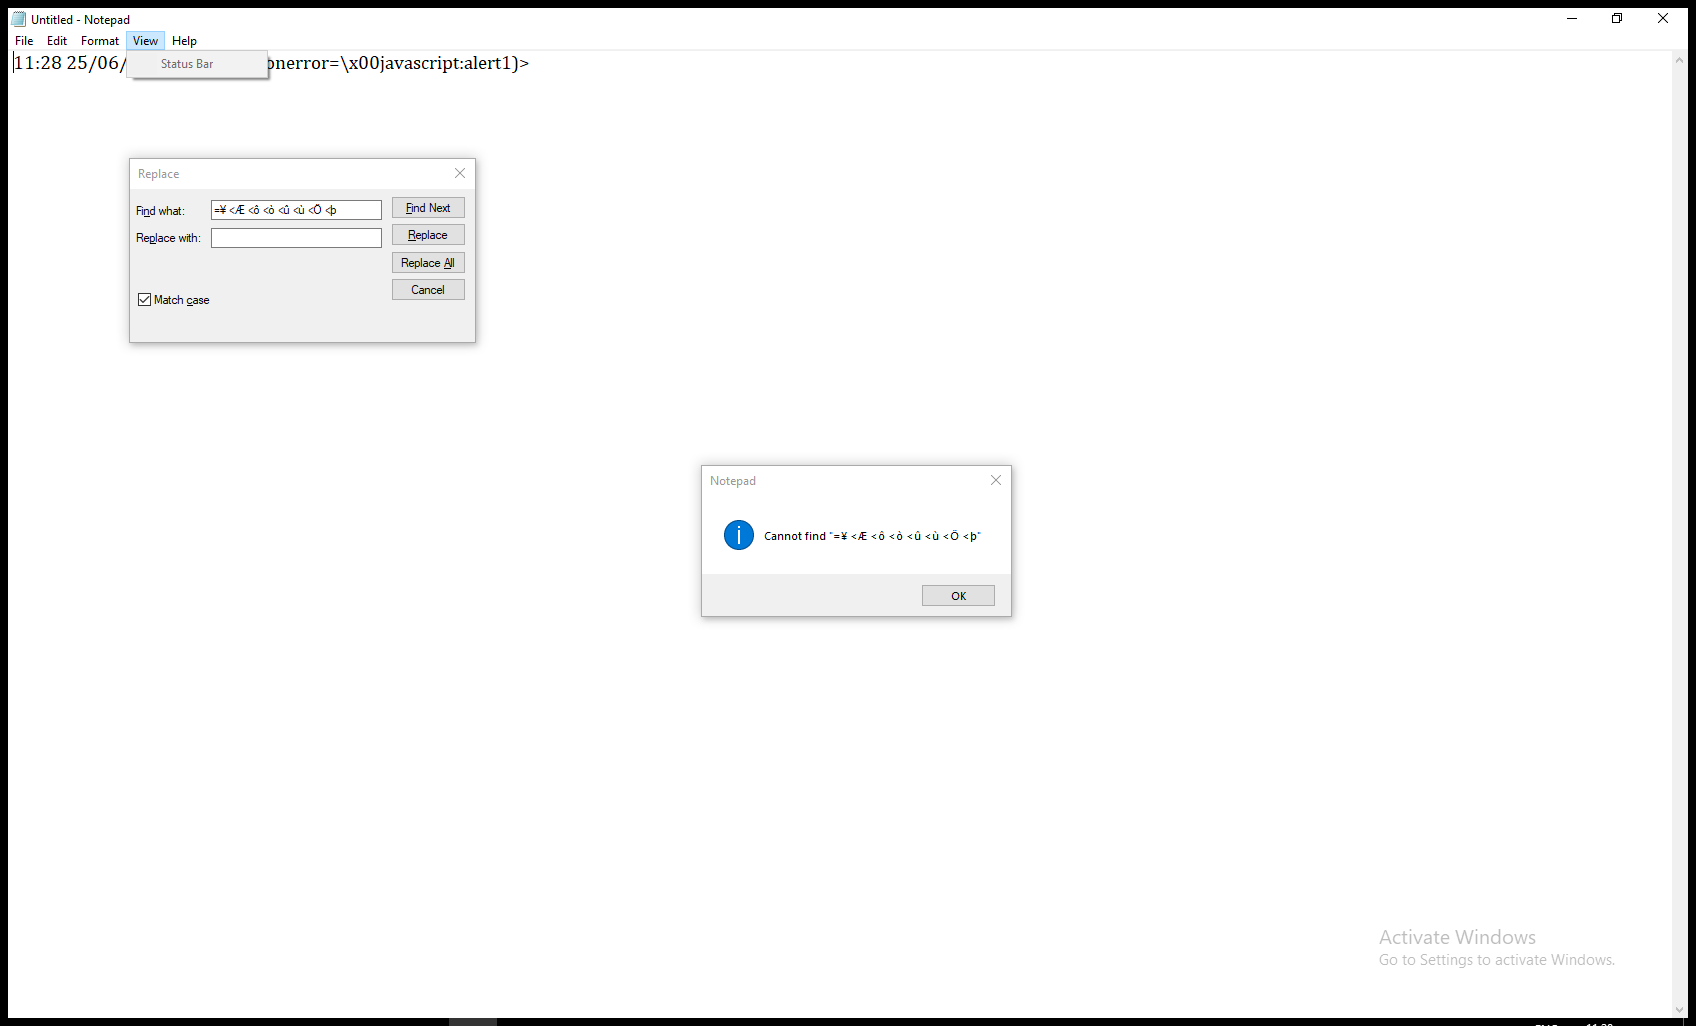 Untitled - Notepad
File Edit Format View Help
11:28 25/06/
Status Bar
onerror=\x00javascript:alert1)>
Replace
Find what: =¥ <Æ <ô <ò <û <ù <Ö <þ Find Next
Replace with: Replace
Replace All
Cancel
Match case
Notepad
Cannot find "=¥ <Æ <ô <ò <û <ù <Ö <þ"
OK
Activate Windows
Go to Settings to activate Windows.